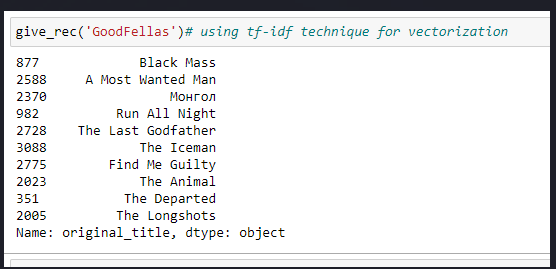 give_rec('GoodFellas')# using tf-idf technique for vectorization
877 Black Mass
2588 A Most Wanted Man
2370 Монгол
982 Run All Night
2728 The Last Godfather
3088 The Iceman
2775 Find Me Guilty
2023 The Animal
351 The Departed
2005 The Longshots
Name: original_title, dtype: object